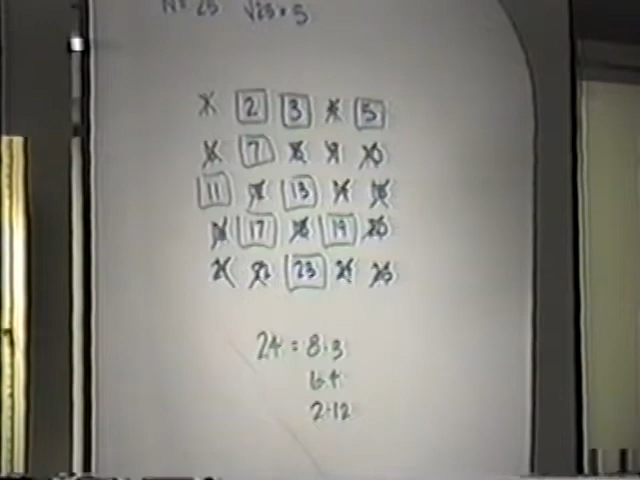 N = 25 √25 = 5
1 2 3 4 5
6 7 8 9 10
11 12 13 14 15
16 17 18 19 20
21 22 23 24 25
24 = 8·3
6·4
2·12